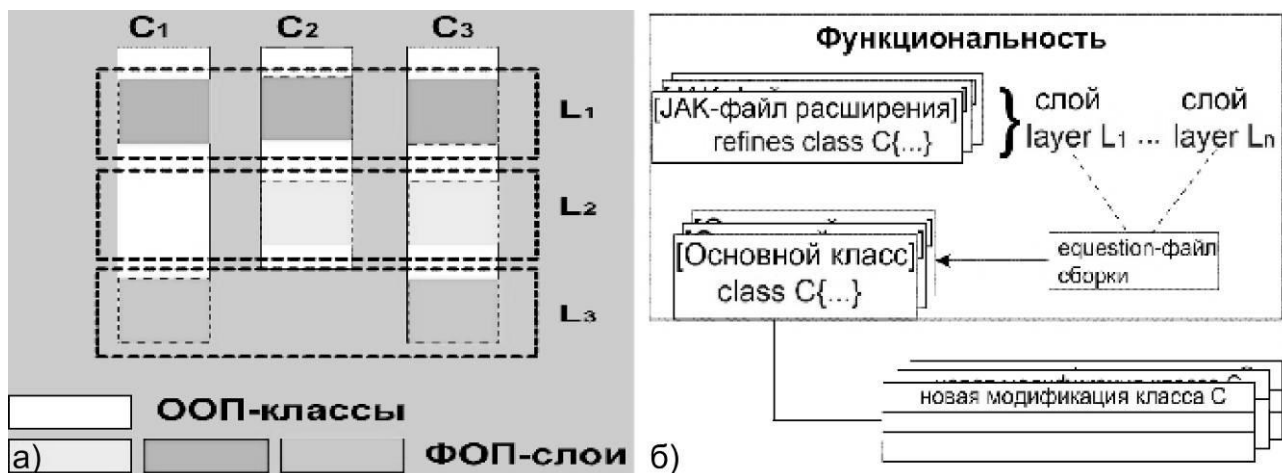 C1 C2 C3
L1
L2
L3
ООП-классы
а) ФОП-слои
Функциональность
[JAK-файл расширения]
refines class C{...}
слой слой
layer L1 ... layer Ln
[Основной класс]
class C{...}
equestion-файл
сборки
новая модификация класса C
б)